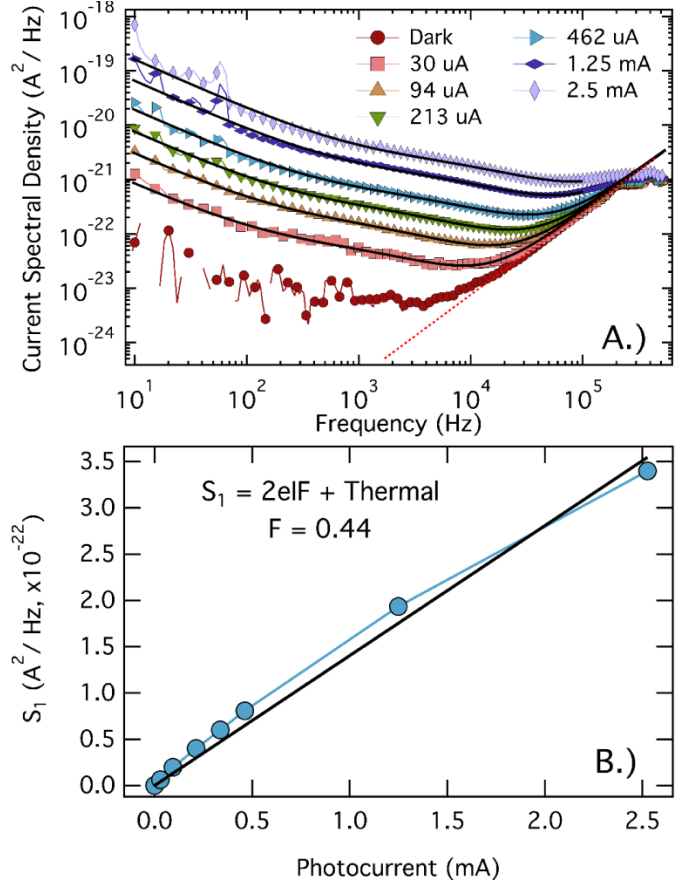 10^-18
10^-19
10^-20
10^-21
10^-22
10^-23
10^-24
Current Spectral Density (A^2 / Hz)
Dark
30 uA
94 uA
213 uA
462 uA
1.25 mA
2.5 mA
A.)
10^1
10^2
10^3
10^4
10^5
Frequency (Hz)
3.5
3.0
2.5
2.0
1.5
1.0
0.5
0.0
S_1 (A^2 / Hz, x10^-22)
S_1 = 2eIF + Thermal
F = 0.44
B.)
0.0
0.5
1.0
1.5
2.0
2.5
Photocurrent (mA)